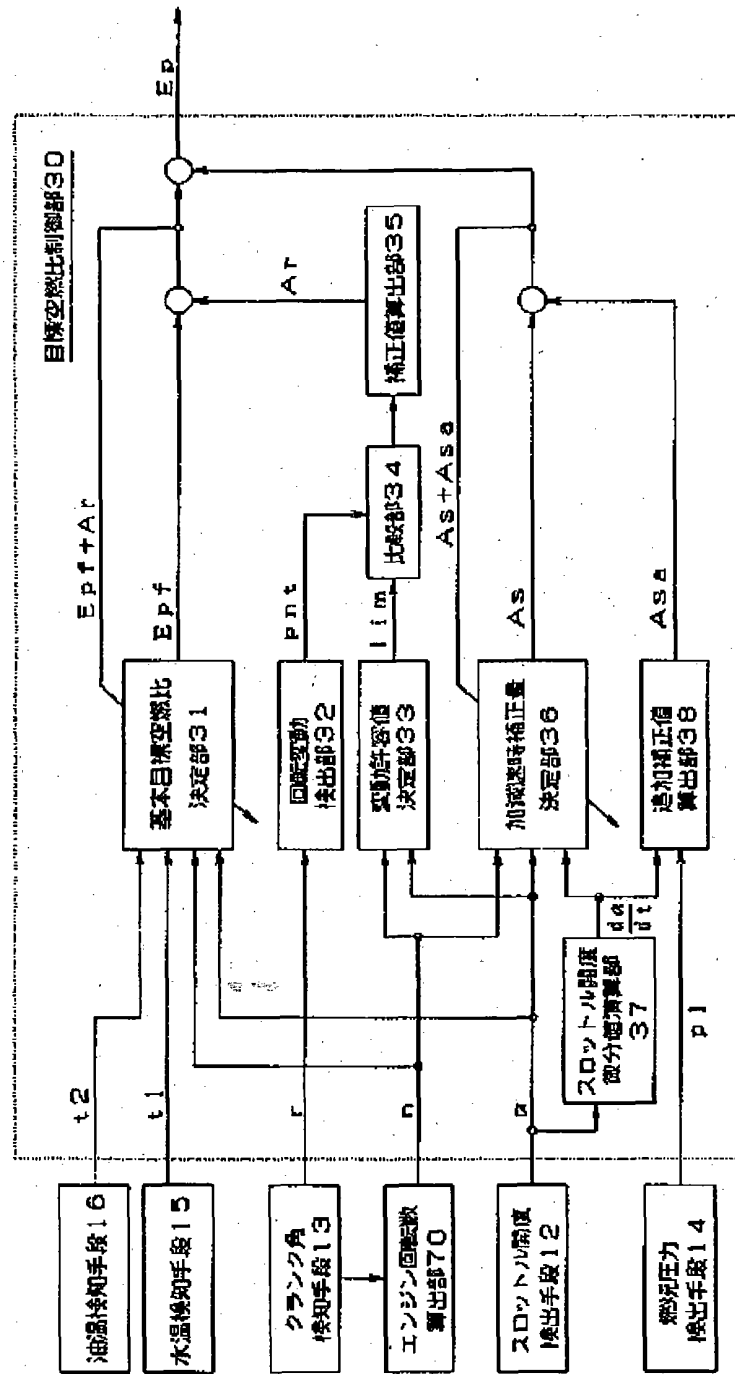 目標空燃比制御部30
Ep
Epf+Ar
Epf
Ar
pnt
lim
As+Asa
As
Asa
基本目標空燃比
決定部31
回転変動
検出部32
変動許容値
決定部33
比較部34
補正値算出部35
加減速時補正量
決定部36
追加補正値
算出部38
スロットル開度
微分値演算部
37
dα
dt
t2
t1
r
n
α
p1
油温検知手段16
水温検知手段15
クランク角
検知手段13
エンジン回転数
算出部70
スロットル開度
検出手段12
燃焼圧力
検出手段14